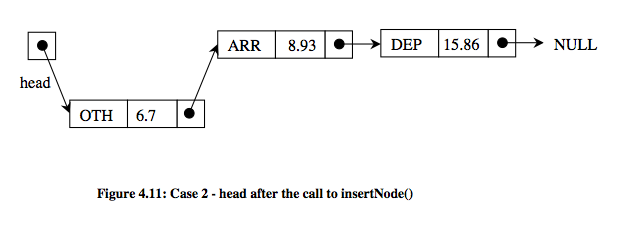 ARR 8.93 DEP 15.86 NULL
head
OTH 6.7
Figure 4.11: Case 2 - head after the call to insertNode()